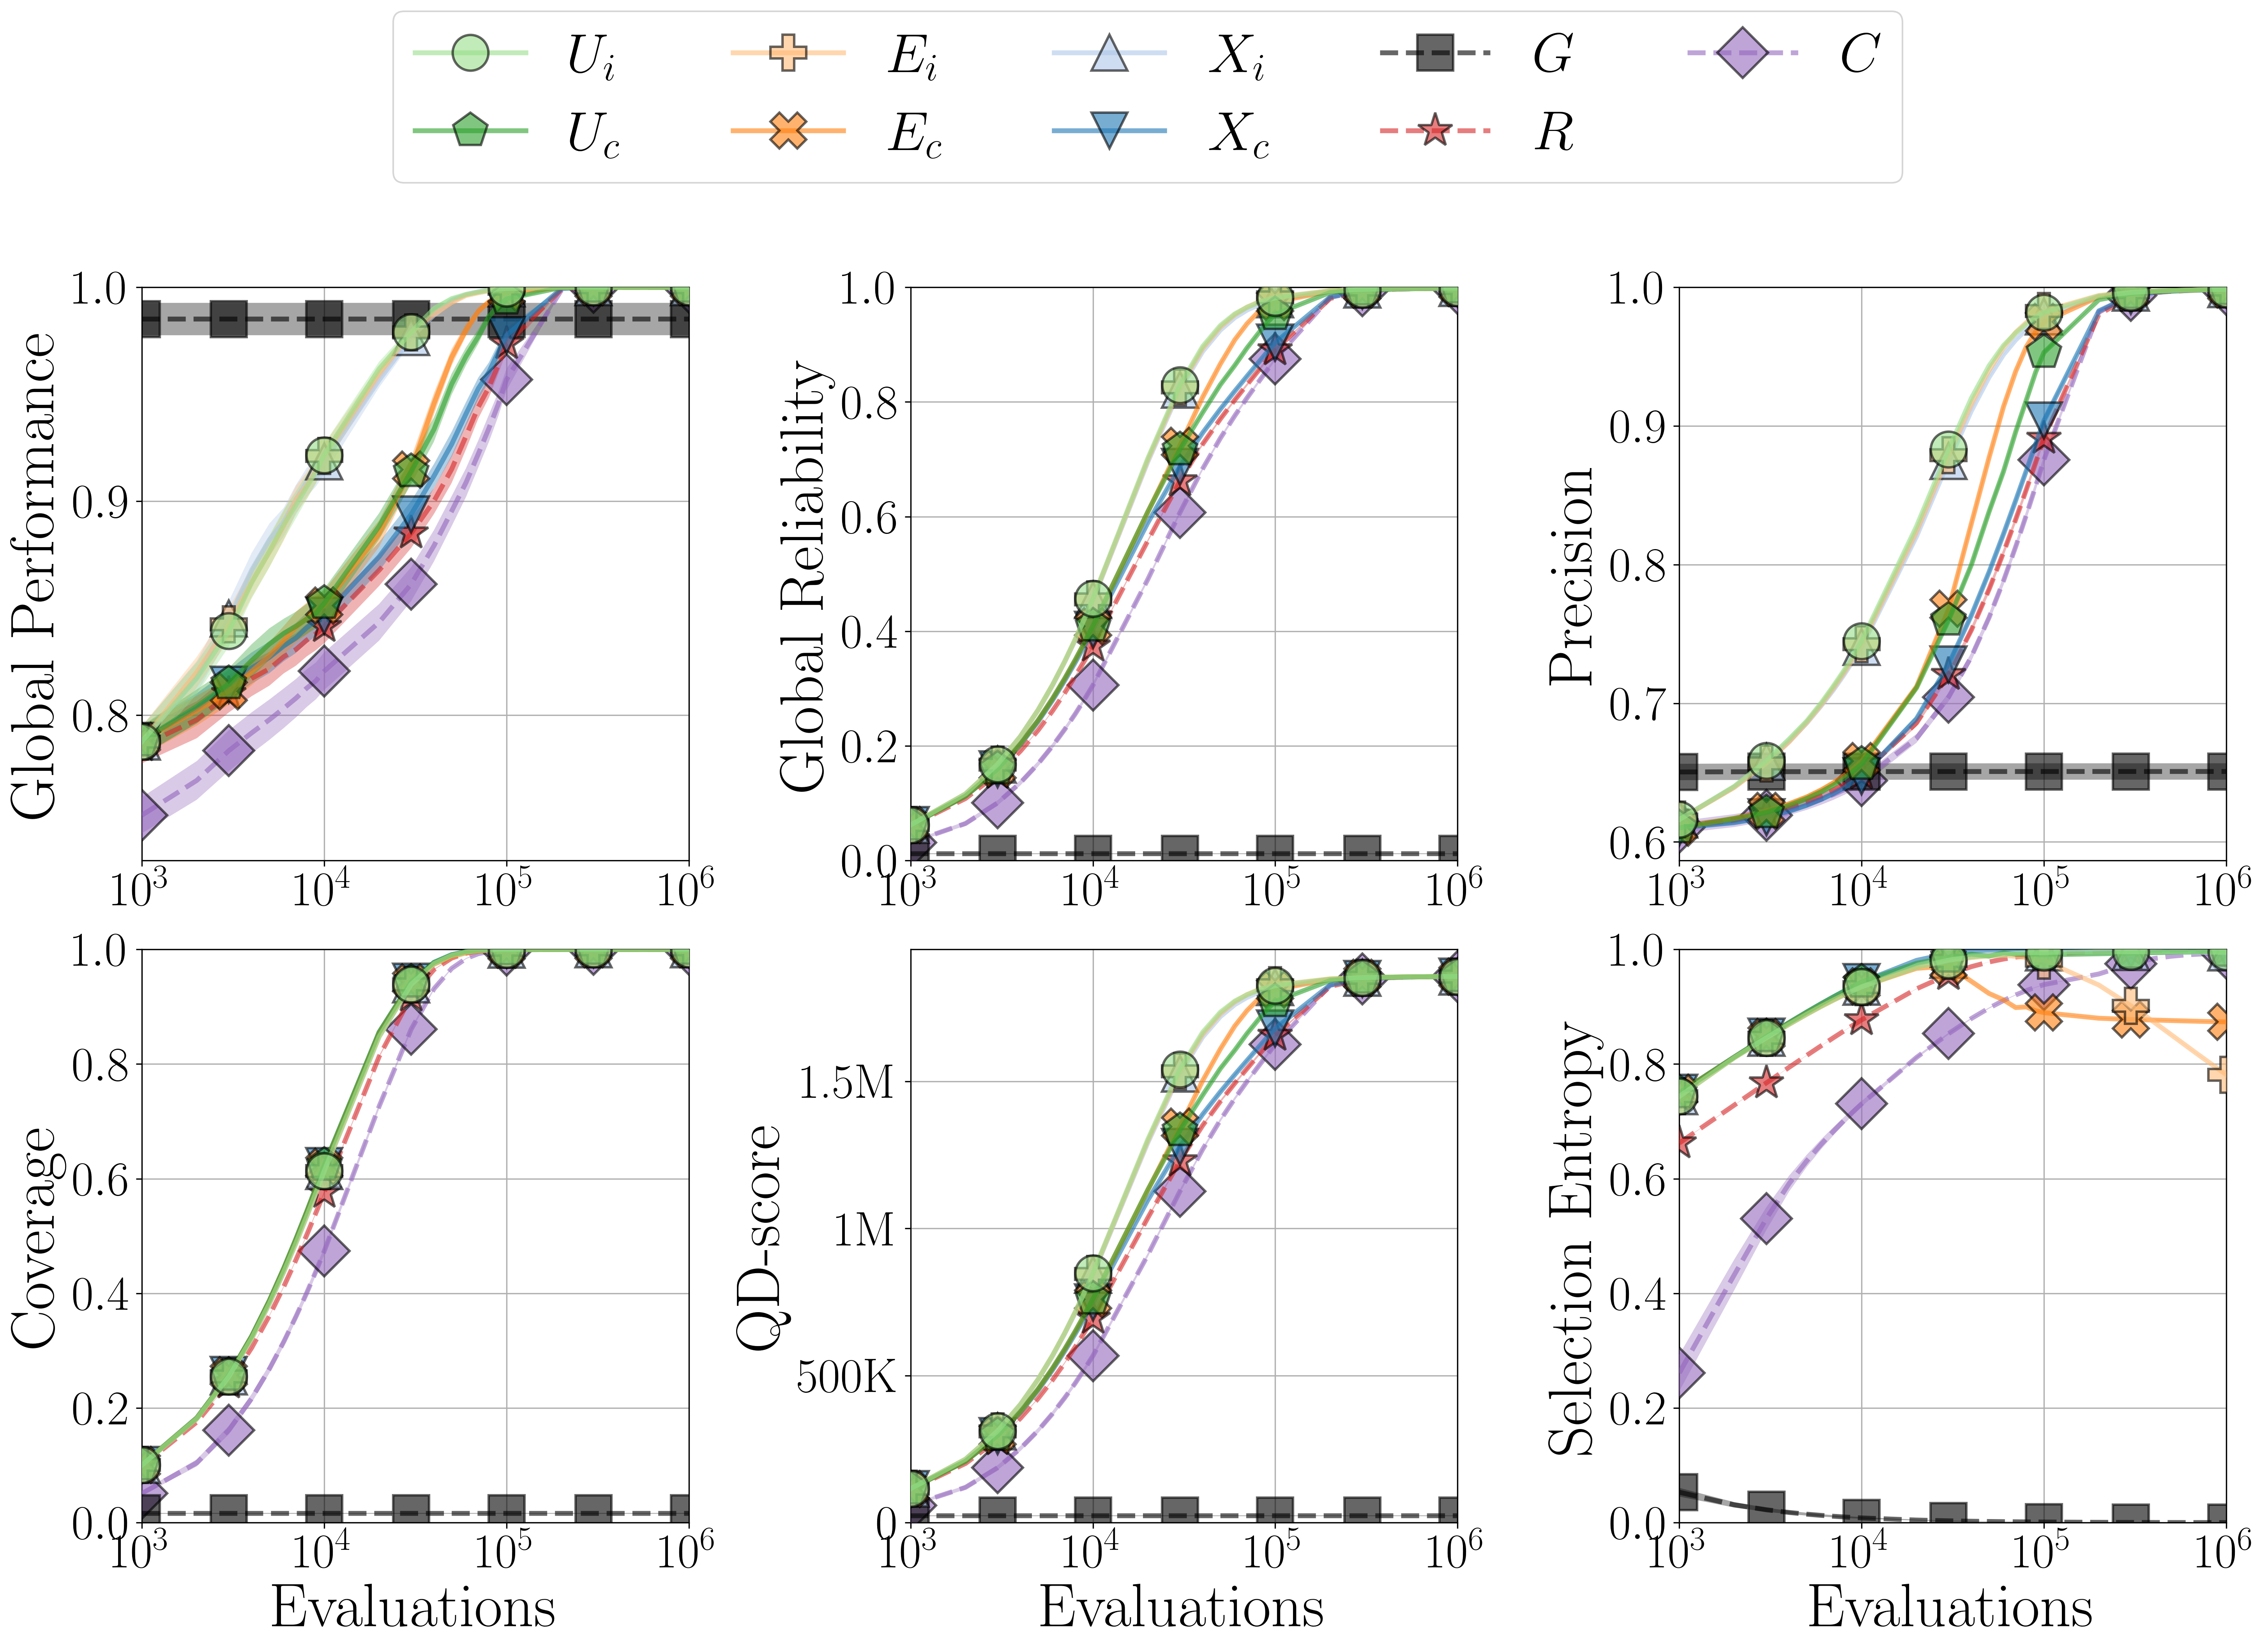 U_i E_i X_i G C
U_c E_c X_c R
Global Performance
1.0
0.9
0.8
10^3 10^4 10^5 10^6
Global Reliability
1.0
0.8
0.6
0.4
0.2
0.0
10^3 10^4 10^5 10^6
Precision
1.0
0.9
0.8
0.7
0.6
10^3 10^4 10^5 10^6
Coverage
1.0
0.8
0.6
0.4
0.2
0.0
10^3 10^4 10^5 10^6
Evaluations
QD-score
1.5M
1M
500K
0
10^3 10^4 10^5 10^6
Evaluations
Selection Entropy
1.0
0.8
0.6
0.4
0.2
0.0
10^3 10^4 10^5 10^6
Evaluations